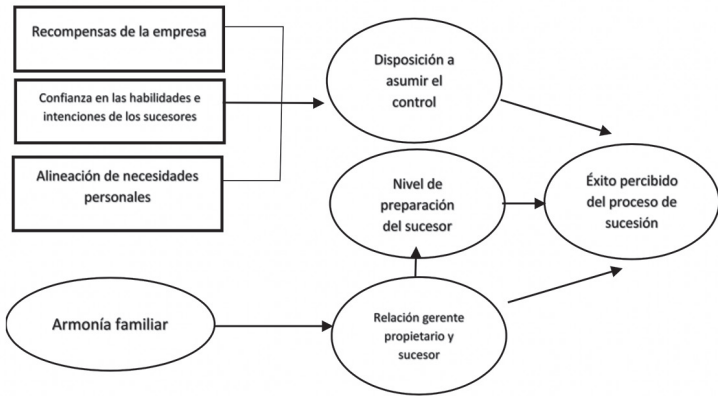 Recompensas de la empresa
Confianza en las habilidades e
intenciones de los sucesores
Alineación de necesidades
personales
Disposición a
asumir el
control
Nivel de
preparación
del sucesor
Éxito percibido
del proceso de
sucesión
Armonía familiar
Relación gerente
propietario y
sucesor